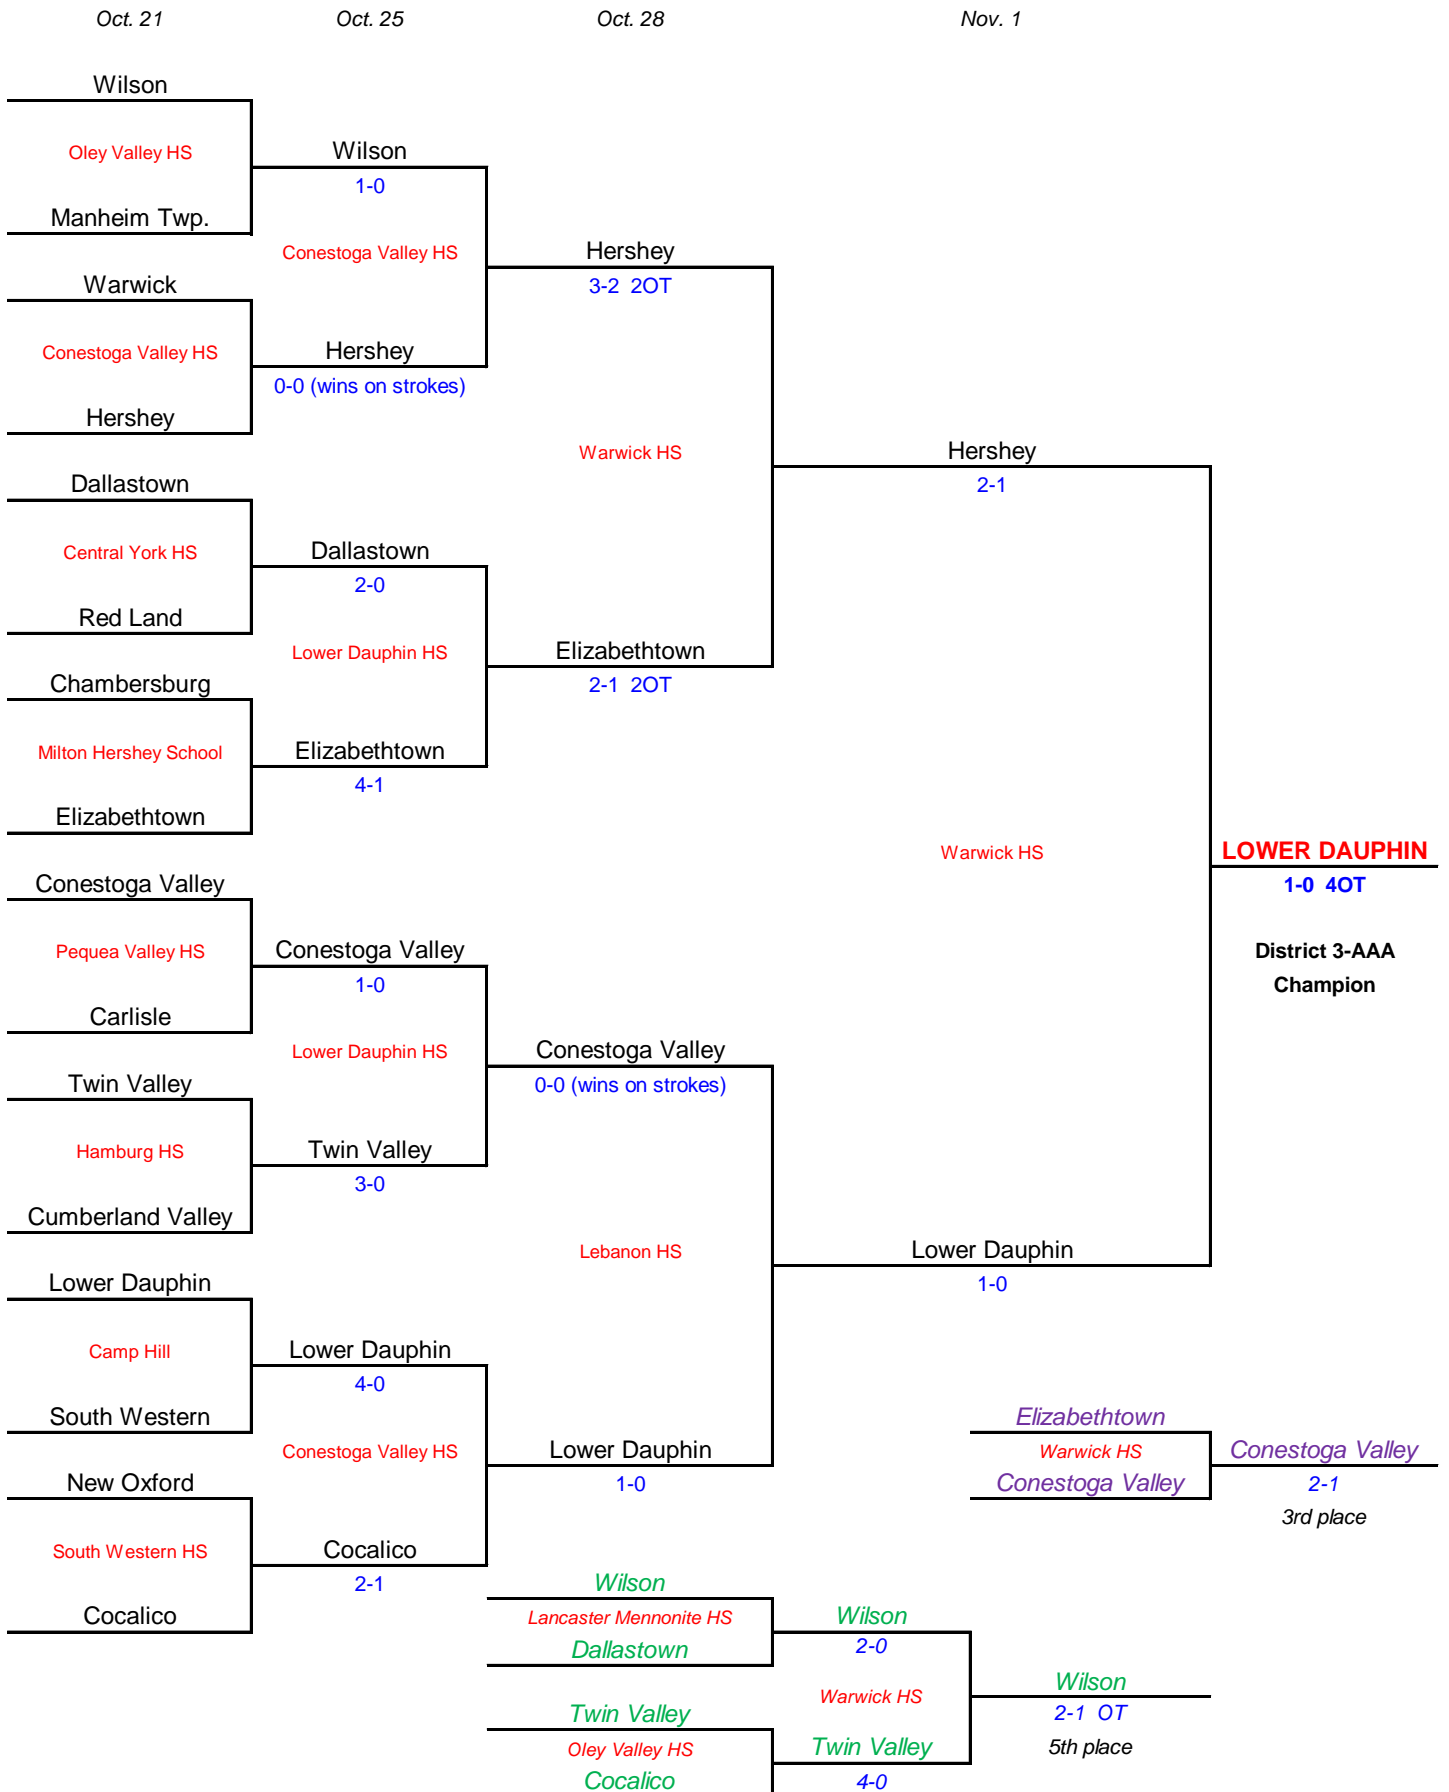 Oct. 21 Oct. 25 Oct. 28 Nov. 1
Wilson
Oley Valley HS
Manheim Twp.
Wilson
1-0
Warwick
Conestoga Valley HS
Hershey
Conestoga Valley HS
Hershey
0-0 (wins on strokes)
Hershey
3-2 2OT
Dallastown
Central York HS
Red Land
Dallastown
2-0
Chambersburg
Milton Hershey School
Elizabethtown
Lower Dauphin HS
Elizabethtown
4-1
Elizabethtown
2-1 2OT
Warwick HS
Hershey
2-1
Conestoga Valley
Pequea Valley HS
Carlisle
Conestoga Valley
1-0
Twin Valley
Hamburg HS
Cumberland Valley
Lower Dauphin HS
Twin Valley
3-0
Conestoga Valley
0-0 (wins on strokes)
Lower Dauphin
Camp Hill
South Western
Lower Dauphin
4-0
New Oxford
South Western HS
Cocalico
Conestoga Valley HS
Cocalico
2-1
Lower Dauphin
1-0
Lebanon HS
Lower Dauphin
1-0
Warwick HS
LOWER DAUPHIN
1-0 4OT
District 3-AAA
Champion
Elizabethtown
Warwick HS
Conestoga Valley
Conestoga Valley
2-1
3rd place
Wilson
Lancaster Mennonite HS
Dallastown
Wilson
2-0
Twin Valley
Oley Valley HS
Cocalico
Warwick HS
Twin Valley
4-0
Wilson
2-1 OT
5th place